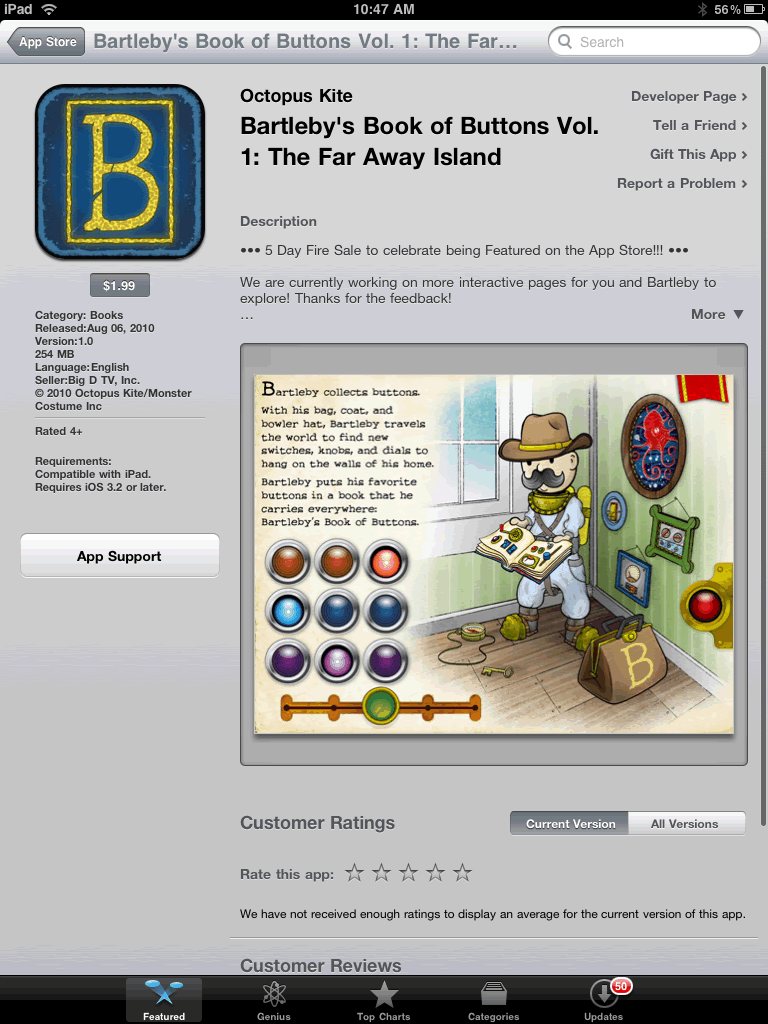 iPad 10:47 AM 56%
App Store Bartleby's Book of Buttons Vol. 1: The Far... Search
B
$1.99
Category: Books
Released:Aug 06, 2010
Version:1.0
254 MB
Language:English
Seller:Big D TV, Inc.
© 2010 Octopus Kite/Monster
Costume Inc
Rated 4+
Requirements:
Compatible with iPad.
Requires iOS 3.2 or later.
App Support
Octopus Kite
Bartleby's Book of Buttons Vol.
1: The Far Away Island
Developer Page ›
Tell a Friend ›
Gift This App ›
Report a Problem ›
Description
••• 5 Day Fire Sale to celebrate being Featured on the App Store!!! •••
We are currently working on more interactive pages for you and Bartleby to
explore! Thanks for the feedback!
...
More ▼
Bartleby collects buttons.
With his bag, coat, and
bowler hat, Bartleby travels
the world to find new
switches, knobs, and dials to
hang on the walls of his home.
Bartleby puts his favorite
buttons in a book that he
carries everywhere:
Bartleby's Book of Buttons.
B
Customer Ratings
Current Version All Versions
Rate this app: ☆ ☆ ☆ ☆ ☆
We have not received enough ratings to display an average for the current version of this app.
Customer Reviews
Featured Genius Top Charts Categories Updates 50